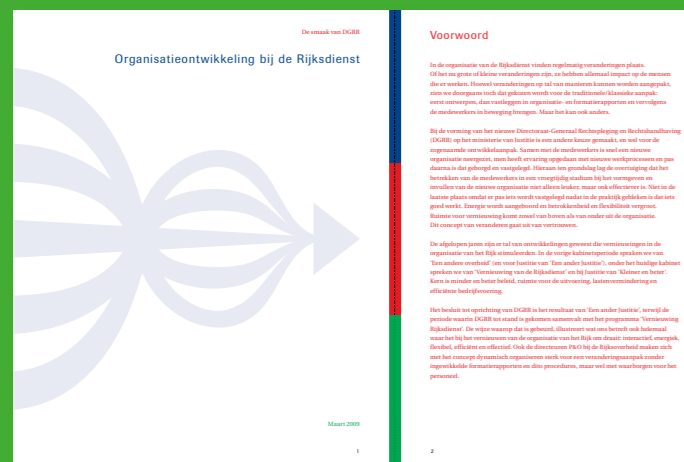 De smaak van DGRR
Organisatieontwikkeling bij de Rijksdienst
Maart 2009
1
Voorwoord
In de organisatie van de Rijksdienst vinden regelmatig veranderingen plaats.
Of het nu grote of kleine veranderingen zijn, ze hebben allemaal impact op de mensen
die er werken. Hoewel veranderingen op tal van manieren kunnen worden aangepakt,
zien we doorgaans toch dat gekozen wordt voor de traditionele/klassieke aanpak:
eerst ontwerpen, dan vastleggen in organisatie- en formatierapporten en vervolgens
de medewerkers in beweging brengen. Maar het kan ook anders.
Bij de vorming van het nieuwe Directoraat-Generaal Rechtspleging en Rechtshandhaving
(DGRR) op het ministerie van Justitie is een andere keuze gemaakt, en wel voor de
zogenaamde ontwikkelaanpak. Samen met de medewerkers is snel een nieuwe
organisatie neergezet, men heeft ervaring opgedaan met nieuwe werkprocessen en pas
daarna is dat geborgd en vastgelegd. Hieraan ten grondslag lag de overtuiging dat het
betrekken van de medewerkers in een vroegtijdig stadium bij het vormgeven en
invullen van de nieuwe organisatie niet alleen leuker, maar ook effectiever is. Niet in de
laatste plaats omdat er pas iets wordt vastgelegd nadat in de praktijk gebleken is dat iets
goed werkt. Energie wordt aangeboord en betrokkenheid en flexibiliteit vergroot.
Ruimte voor vernieuwing komt zowel van boven als van onder uit de organisatie.
Dit concept van veranderen gaat uit van vertrouwen.
De afgelopen jaren zijn er tal van ontwikkelingen geweest die vernieuwingen in de
organisatie van het Rijk stimuleerden. In de vorige kabinetsperiode spraken we van
'Een andere overheid' (en voor Justitie van 'Een ander Justitie'), onder het huidige kabinet
spreken we van 'Vernieuwing van de Rijksdienst' en bij Justitie van 'Kleiner en beter'.
Kern is minder en beter beleid, ruimte voor de uitvoering, lastenvermindering en
efficiënte bedrijfsvoering.
Het besluit tot oprichting van DGRR is het resultaat van 'Een ander Justitie', terwijl de
periode waarin DGRR tot stand is gekomen samenvalt met het programma 'Vernieuwing
Rijksdienst'. De wijze waarop dat is gebeurd, illustreert wat ons betreft ook helemaal
waar het bij het vernieuwen van de organisatie van het Rijk om draait: interactief, energiek,
flexibel, efficiënt en effectief. Ook de directeuren P&O bij de Rijksoverheid maken zich
met het concept dynamisch organiseren sterk voor een veranderingsaanpak zonder
ingewikkelde formatierapporten en dito procedures, maar wel met waarborgen voor het
personeel.
2